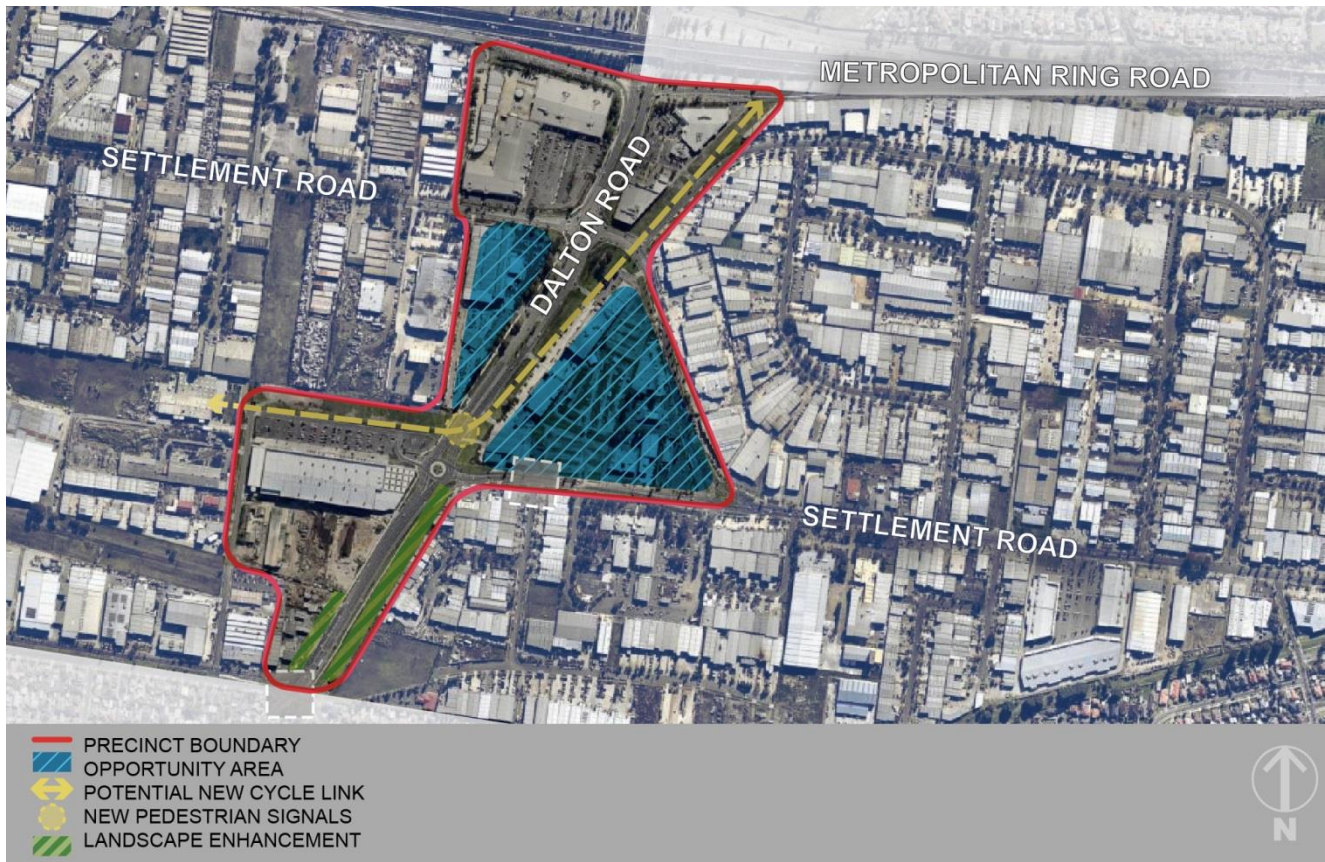 METROPOLITAN RING ROAD
SETTLEMENT ROAD
DALTON ROAD
SETTLEMENT ROAD
PRECINCT BOUNDARY
OPPORTUNITY AREA
POTENTIAL NEW CYCLE LINK
NEW PEDESTRIAN SIGNALS
LANDSCAPE ENHANCEMENT
N